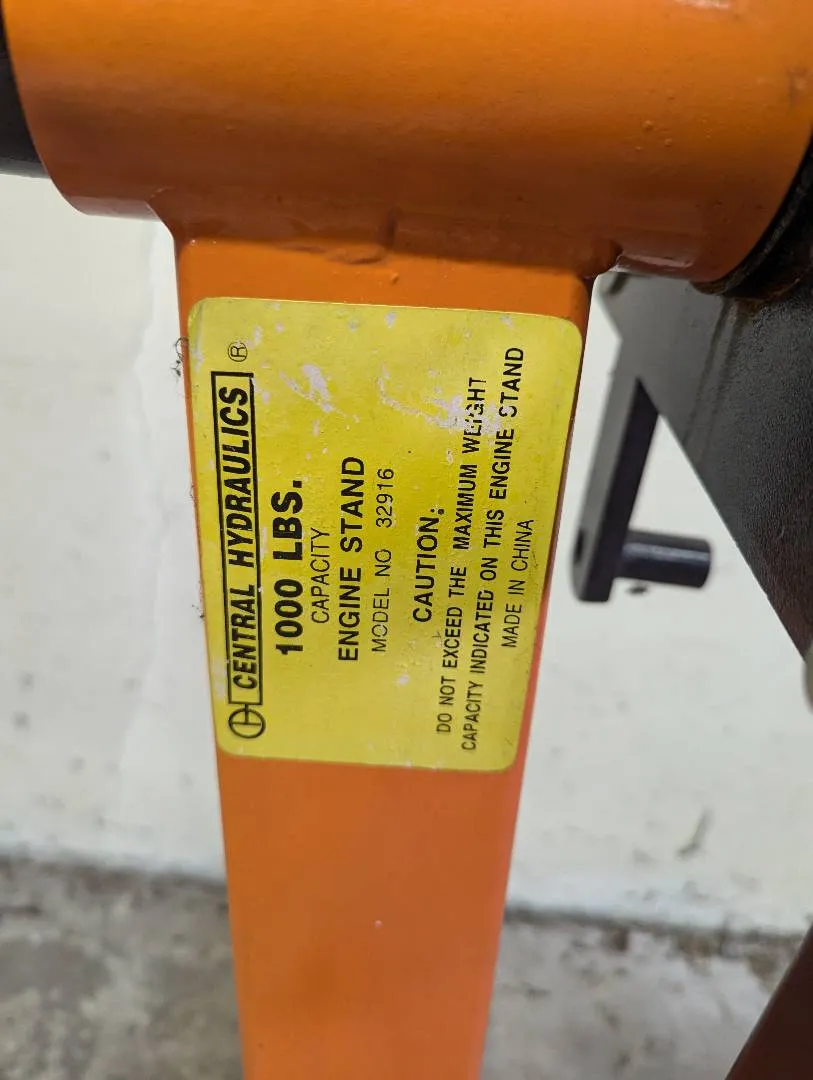 CENTRAL HYDRAULICS ®
1000 LBS.
CAPACITY
ENGINE STAND
MODEL NO 32916
CAUTION:
DO NOT EXCEED THE MAXIMUM WEIGHT
CAPACITY INDICATED ON THIS ENGINE STAND
MADE IN CHINA